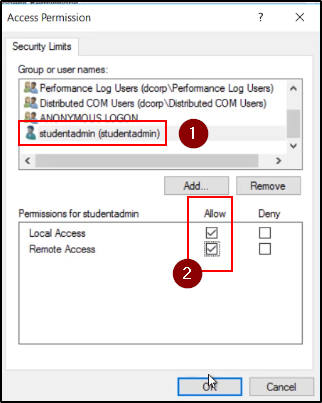 Access Permission
?
Security Limits
Group or user names:
Performance Log Users (dcorp\Performance Log Users)
Distributed COM Users (dcorp\Distributed COM Users)
ANONYMOUS LOGON
studentadmin (studentadmin)
1
Add...
Remove
Permissions for studentadmin
Allow
Deny
Local Access
Remote Access
2
OK
Cancel